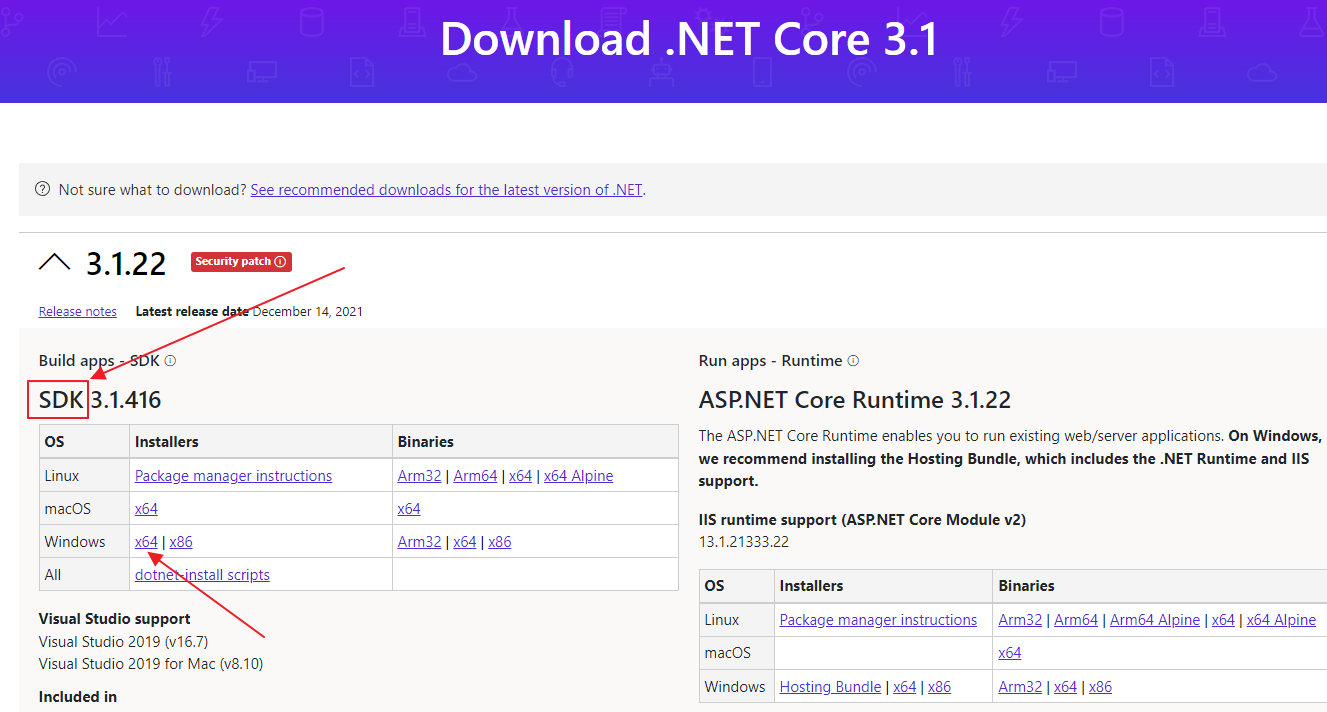 Download .NET Core 3.1
Not sure what to download? See recommended downloads for the latest version of .NET.
3.1.22 Security patch
Release notes Latest release date December 14, 2021
Build apps - SDK
SDK 3.1.416
OS Installers Binaries
Linux Package manager instructions Arm32 | Arm64 | x64 | x64 Alpine
macOS x64 x64
Windows x64 | x86 Arm32 | x64 | x86
All dotnet-install scripts
Visual Studio support
Visual Studio 2019 (v16.7)
Visual Studio 2019 for Mac (v8.10)
Included in
Run apps - Runtime
ASP.NET Core Runtime 3.1.22
The ASP.NET Core Runtime enables you to run existing web/server applications. On Windows,
we recommend installing the Hosting Bundle, which includes the .NET Runtime and IIS
support.
IIS runtime support (ASP.NET Core Module v2)
13.1.21333.22
OS Installers Binaries
Linux Package manager instructions Arm32 | Arm64 | Arm64 Alpine | x64 | x64 Alpine
macOS x64
Windows Hosting Bundle | x64 | x86 Arm32 | x64 | x86